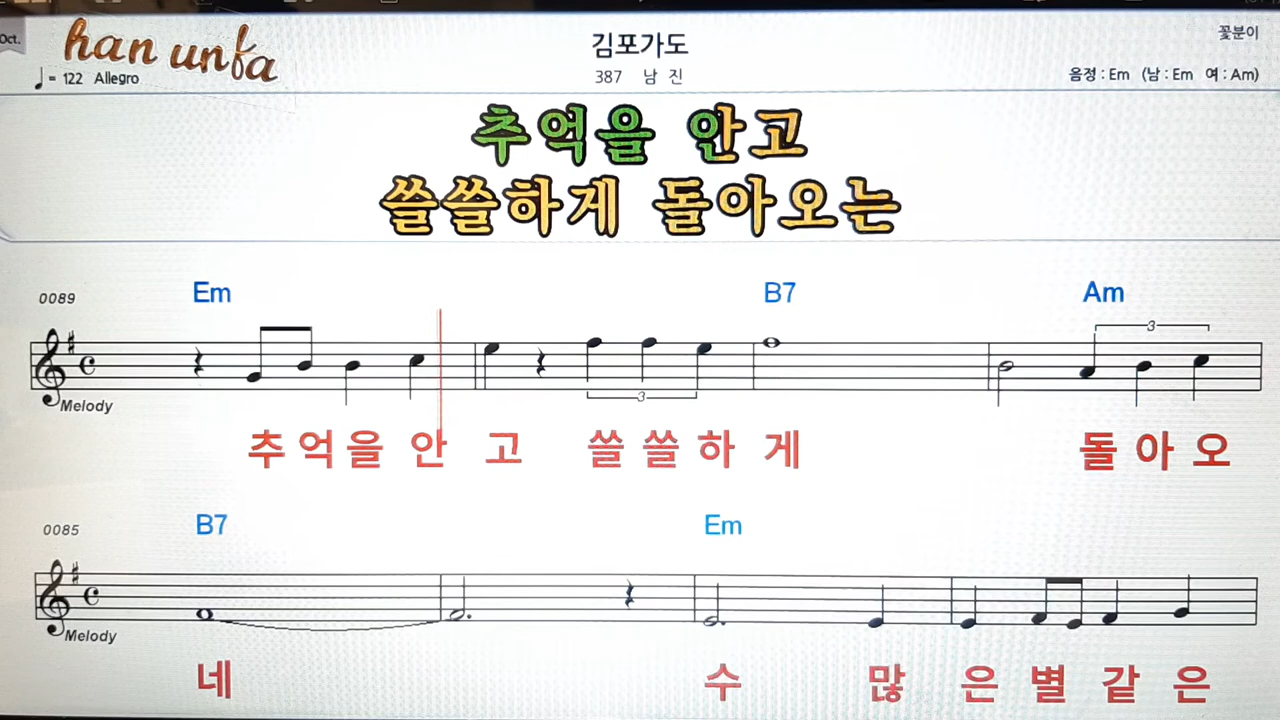 Oct.
han unfa
♩= 122 Allegro
김포가도
387 남 진
꽃분이
음정 : Em (남 : Em 여 : Am)
추억을 안고
쓸쓸하게 돌아오는
0089
Em B7 Am
3 3
Melody
추 억 을 안 고 쓸 쓸 하 게 돌 아 오
0085
B7 Em
Melody
네 수 많 은 별 같 은